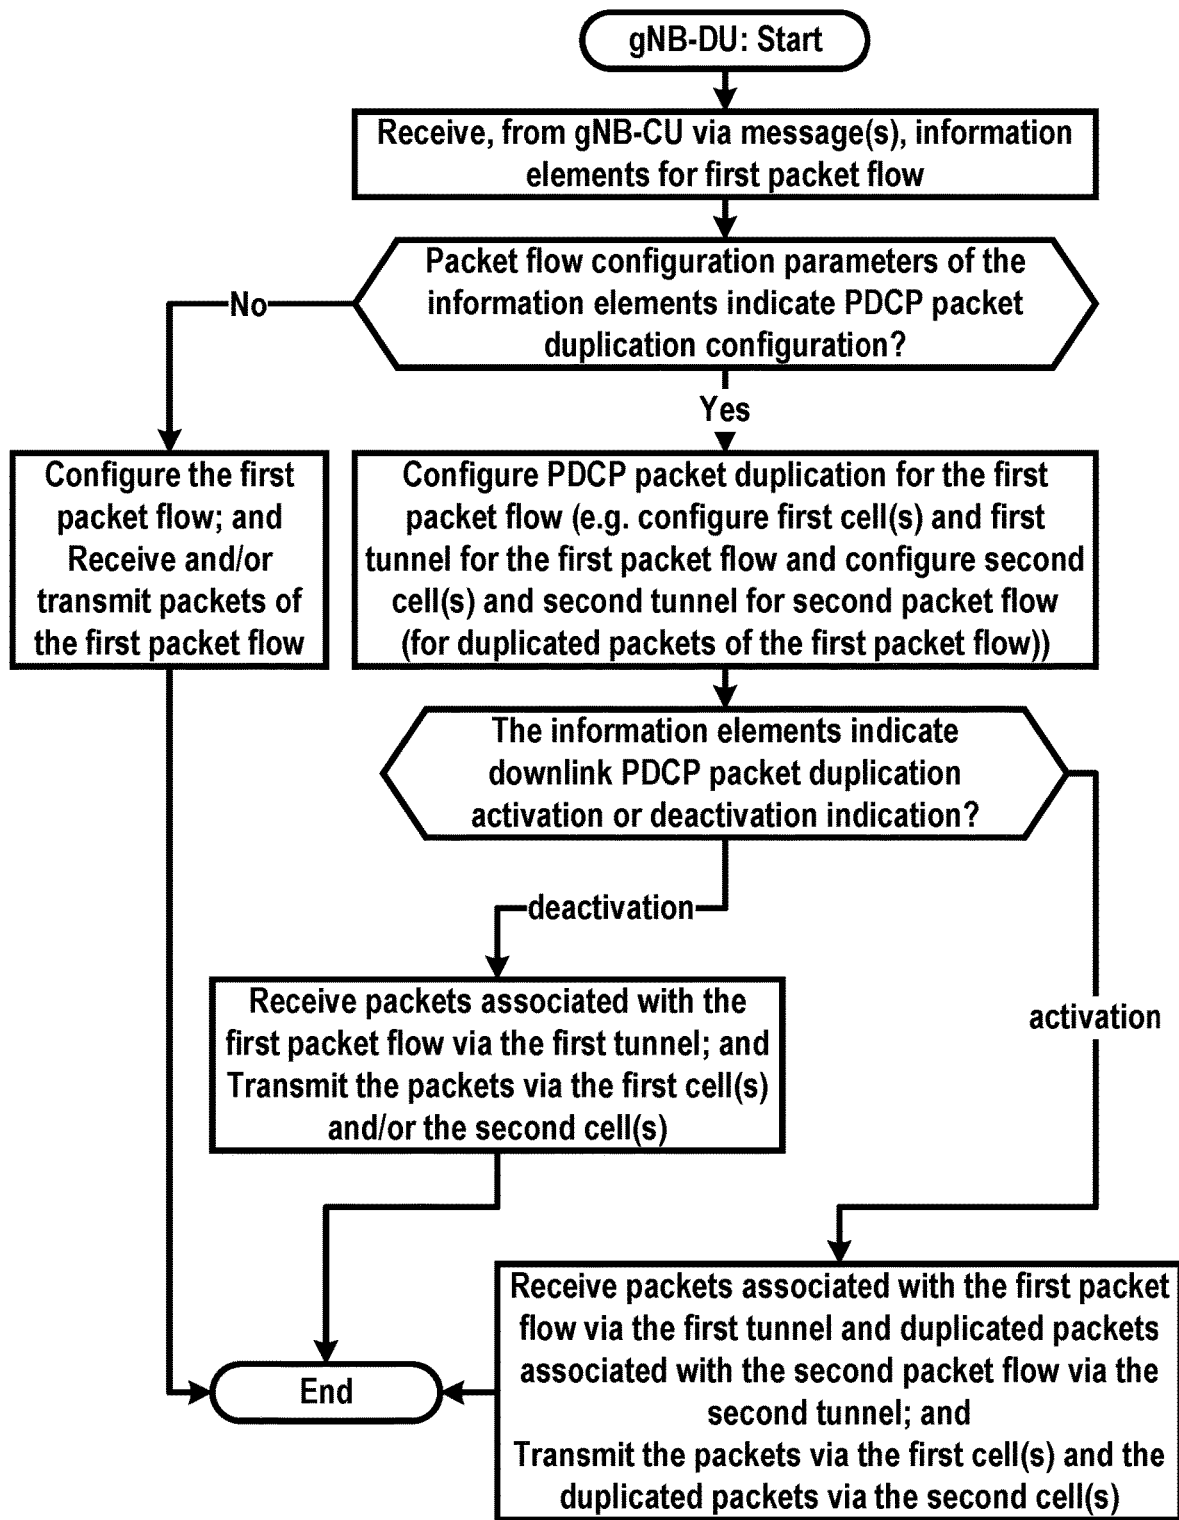 gNB-DU: Start
Receive, from gNB-CU via message(s), information
elements for first packet flow
Packet flow configuration parameters of the
information elements indicate PDCP packet
duplication configuration?
No
Yes
Configure the first
packet flow; and
Receive and/or
transmit packets of
the first packet flow
Configure PDCP packet duplication for the first
packet flow (e.g. configure first cell(s) and first
tunnel for the first packet flow and configure second
cell(s) and second tunnel for second packet flow
(for duplicated packets of the first packet flow))
The information elements indicate
downlink PDCP packet duplication
activation or deactivation indication?
deactivation
activation
Receive packets associated with the
first packet flow via the first tunnel; and
Transmit the packets via the first cell(s)
and/or the second cell(s)
Receive packets associated with the first packet
flow via the first tunnel and duplicated packets
associated with the second packet flow via the
second tunnel; and
Transmit the packets via the first cell(s) and the
duplicated packets via the second cell(s)
End